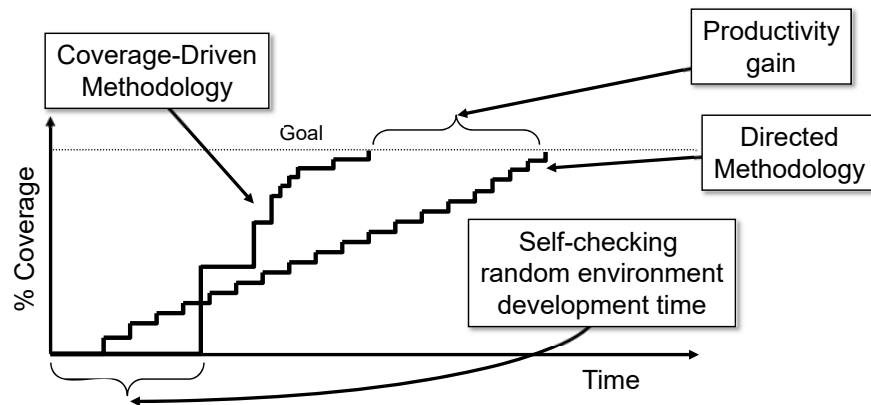 Coverage-Driven
Methodology
Productivity
gain
Goal
Directed
Methodology
% Coverage
Self-checking
random environment
development time
Time